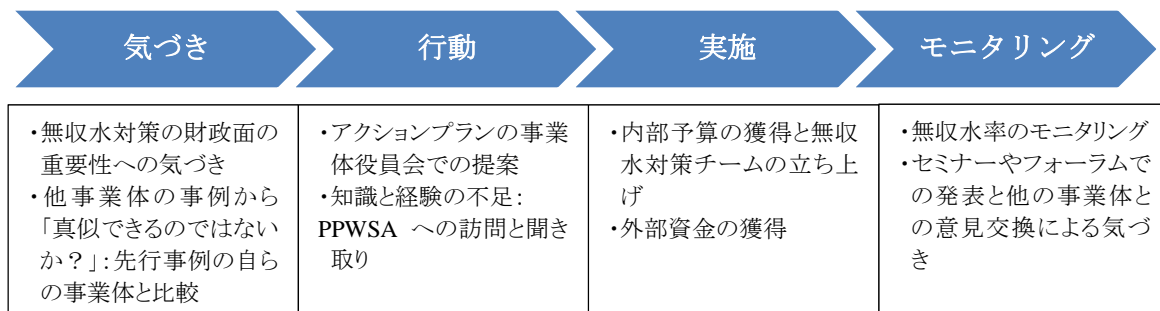 気づき
行動
実施
モニタリング
・無収水対策の財政面の
重要性への気づき
・他事業体の事例から
「真似できるのではない
か？」：先行事例の自ら
の事業体と比較
・アクションプランの事業
体役員会での提案
・知識と経験の不足：
PPWSA への訪問と聞き
取り
・内部予算の獲得と無収
水対策チームの立ち上
げ
・外部資金の獲得
・無収水率のモニタリング
・セミナーやフォーラムで
の発表と他の事業体と
の意見交換による気づ
き